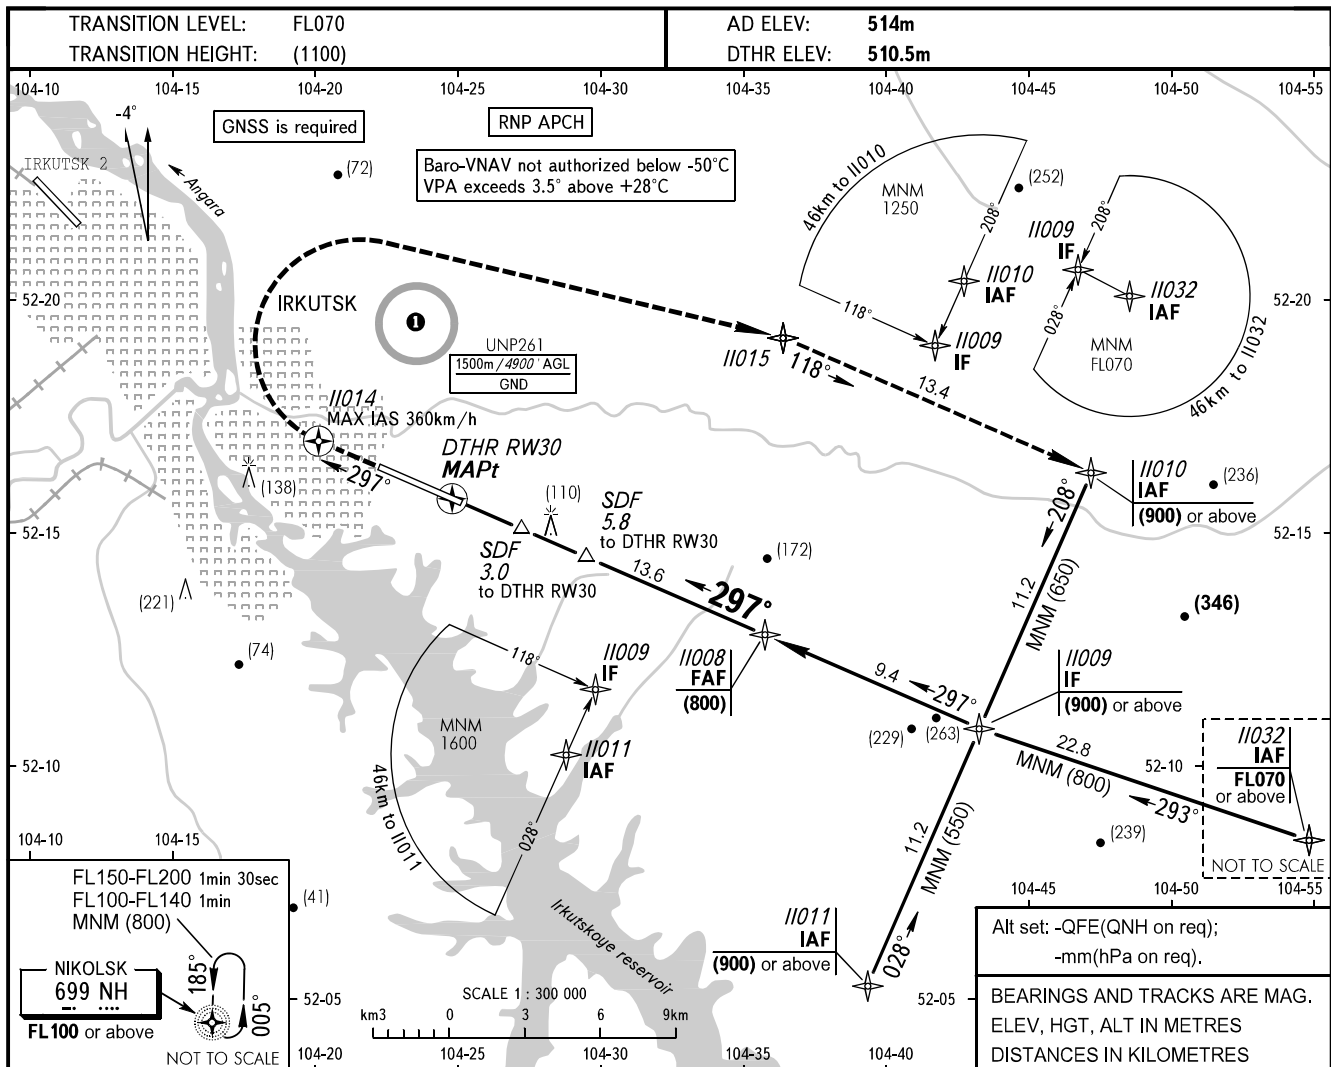 TRANSITION LEVEL: FL070
TRANSITION HEIGHT: (1100)
AD ELEV: 514m
DTHR ELEV: 510.5m
104-10 104-15 104-20 104-25 104-30 104-35 104-40 104-45 104-50 104-55
-4°
GNSS is required
RNP APCH
Baro-VNAV not authorized below -50°C
VPA exceeds 3.5° above +28°C
IRKUTSK 2
Angara
(72)
46km to II010
MNM
1250
208°
(252)
II010
IAF
118°
II009
IF
II009
IF
208°
028°
II032
IAF
MNM
FL070
46km to II032
52-20
52-20
IRKUTSK
1
UNP261
1500m/4900' AGL
GND
II015
118°
13.4
II014
MAX IAS 360km/h
DTHR RW30
MAPt
297°
(138)
(110)
SDF
5.8
to DTHR RW30
SDF
3.0
to DTHR RW30
II010
IAF
(900) or above
(236)
208°
52-15
52-15
(172)
13.6
297°
11.2
MNM (650)
(346)
(221)
(74)
II008
FAF
(800)
9.4
297°
II009
IF
(900) or above
(229)
(263)
118°
II009
IF
MNM
1600
II011
IAF
028°
46km to II011
22.8
MNM (800)
293°
II032
IAF
FL070
or above
NOT TO SCALE
52-10
52-10
(239)
11.2
MNM (550)
028°
II011
IAF
(900) or above
104-10 104-15
104-45 104-50 104-55
FL150-FL200 1min 30sec
FL100-FL140 1min
MNM (800)
(41)
NIKOLSK
699 NH
FL100 or above
185°
005°
NOT TO SCALE
Irkutskoye reservoir
SCALE 1 : 300 000
km3 0 3 6 9km
52-05
52-05
104-20 104-25 104-30 104-35 104-40
Alt set: -QFE(QNH on req);
-mm(hPa on req).
BEARINGS AND TRACKS ARE MAG.
ELEV, HGT, ALT IN METRES
DISTANCES IN KILOMETRES